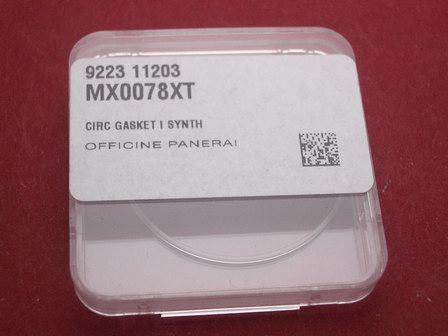 9223 11203
MX0078XT
CIRC GASKET I SYNTH
OFFICINE PANERAI